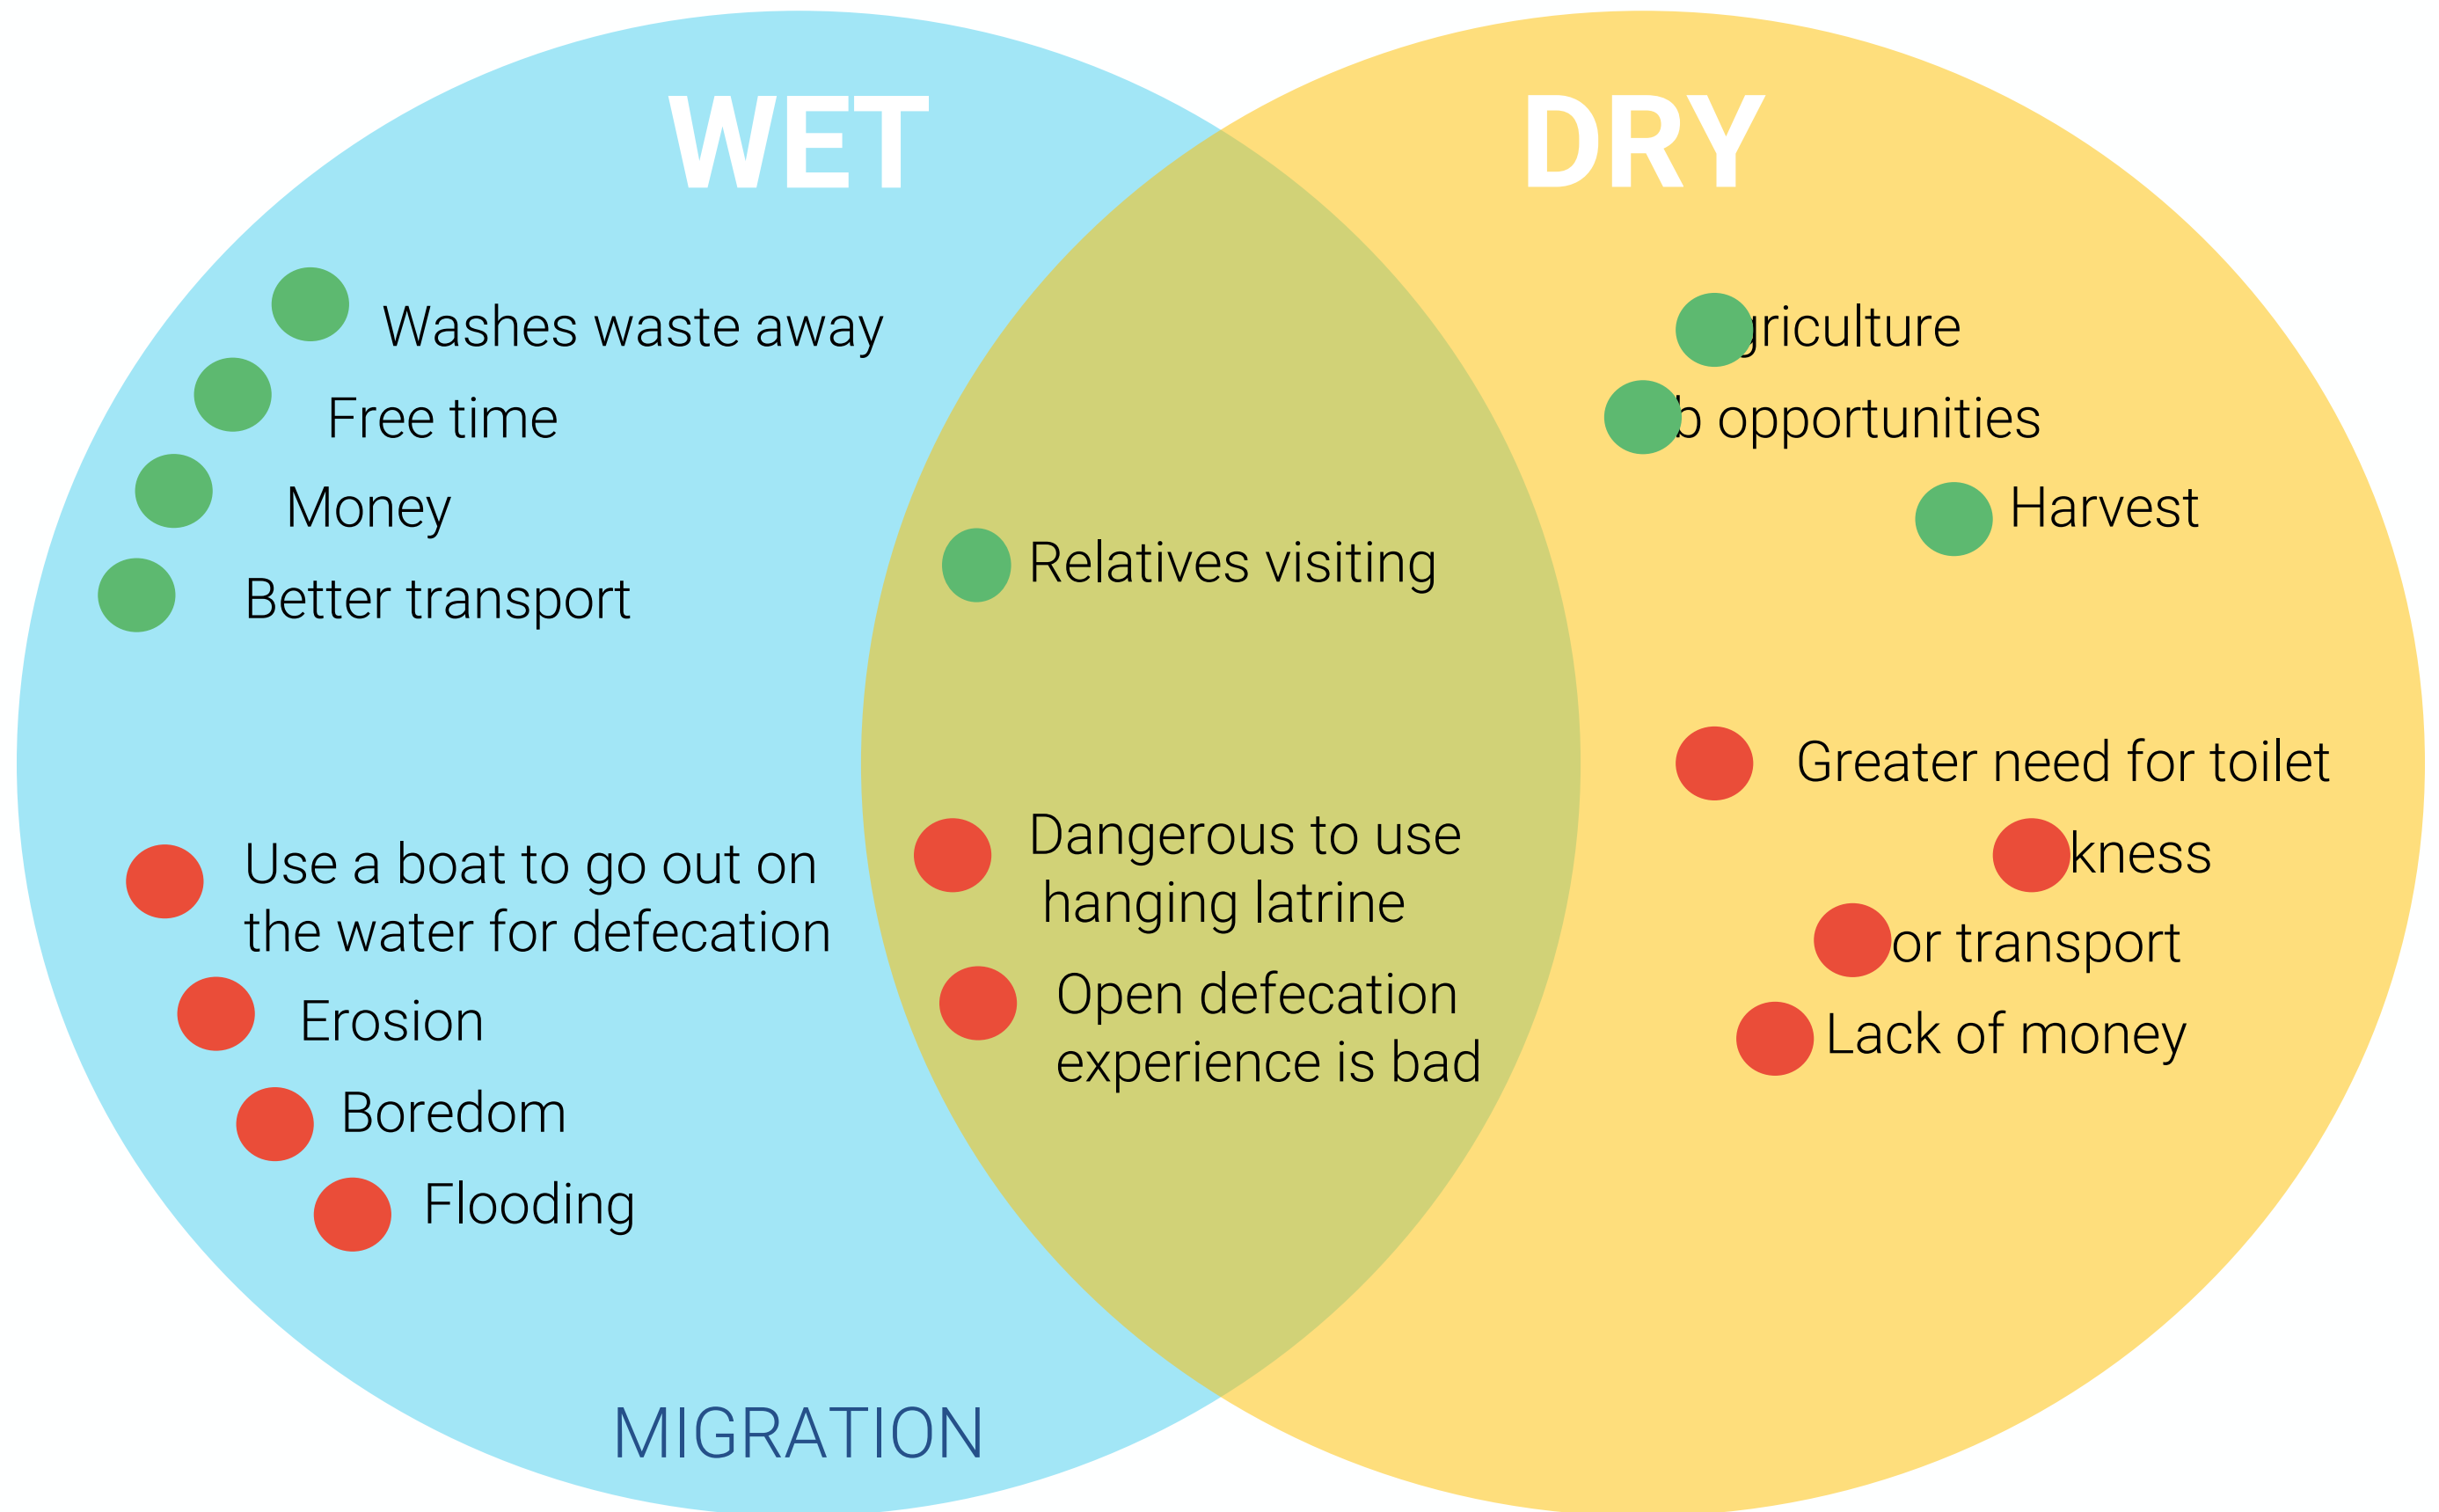 WET
DRY
Washes waste away
Free time
Money
Better transport
Use a boat to go out on
the water for defecation
Erosion
Boredom
Flooding
MIGRATION
Relatives visiting
Dangerous to use
hanging latrine
Open defecation
experience is bad
griculture
b opportunities
Harvest
Greater need for toilet
kness
or transport
Lack of money